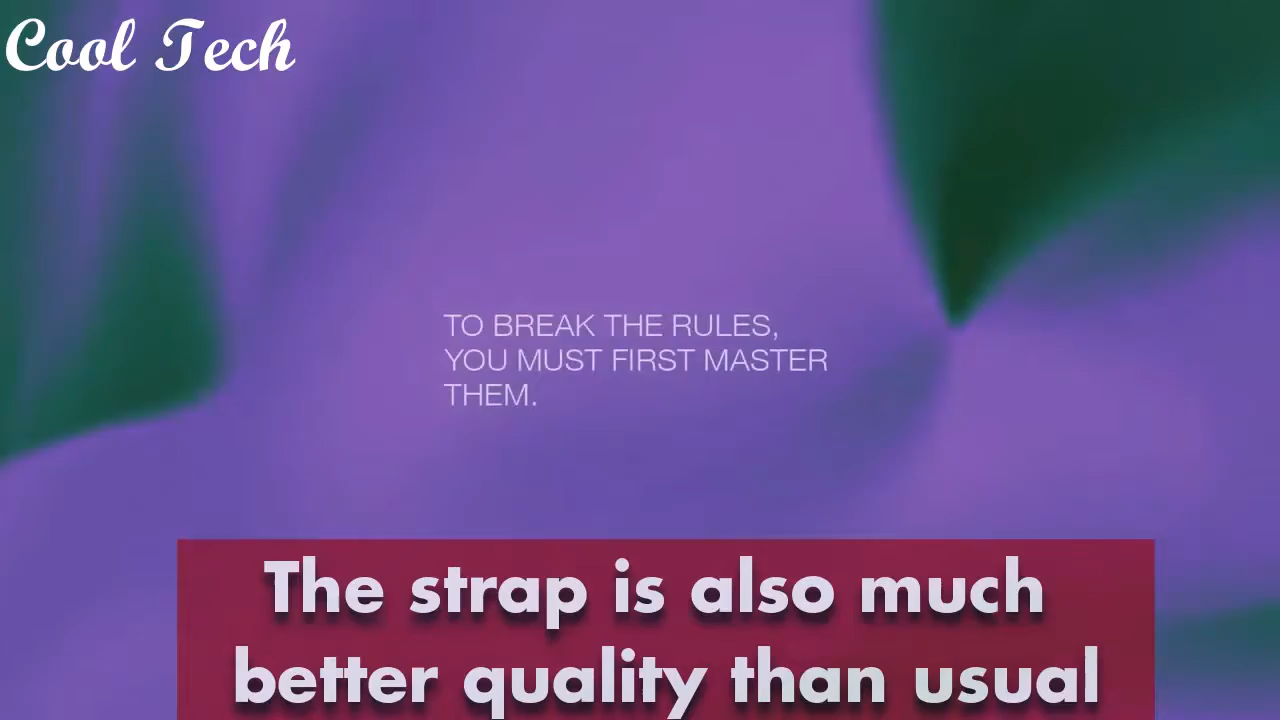 Cool Tech
TO BREAK THE RULES,
YOU MUST FIRST MASTER
THEM.
The strap is also much
better quality than usual